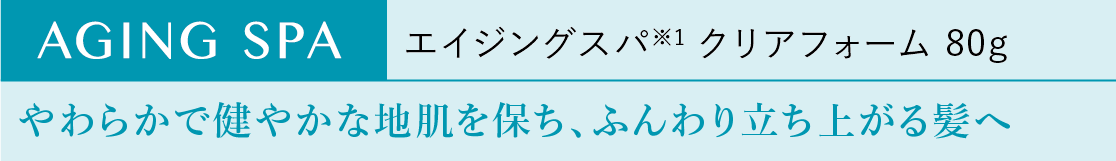 AGING SPA エイジングスパ※1 クリアフォーム 80g
やわらかで健やかな地肌を保ち、ふんわり立ち上がる髪へ